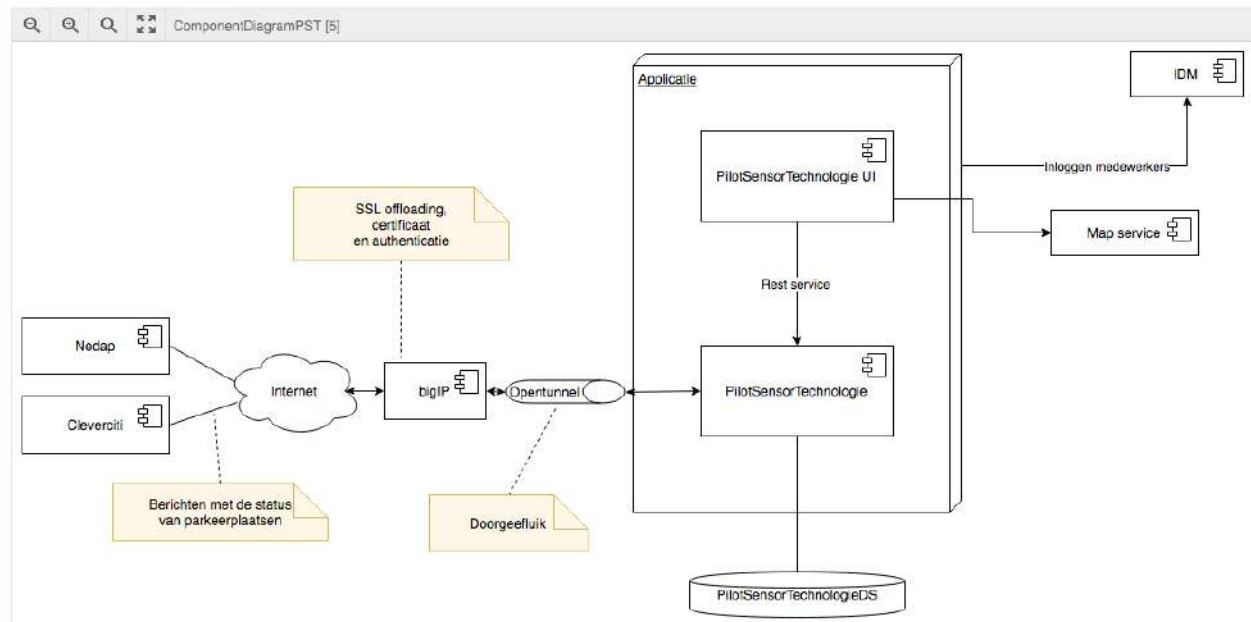 ComponentDiagramPST [5]
Applicatie
IDM
PilotSensorTechnologie UI
Inloggen medewerkers
SSL offloading,
certificaat
en authenticatie
Map service
Rest service
Nedap
Internet
bigIP
Opentunnel
PilotSensorTechnologie
Cleverciti
Berichten met de status
van parkeerplaatsen
Doorgeefluik
PilotSensorTechnologieDS